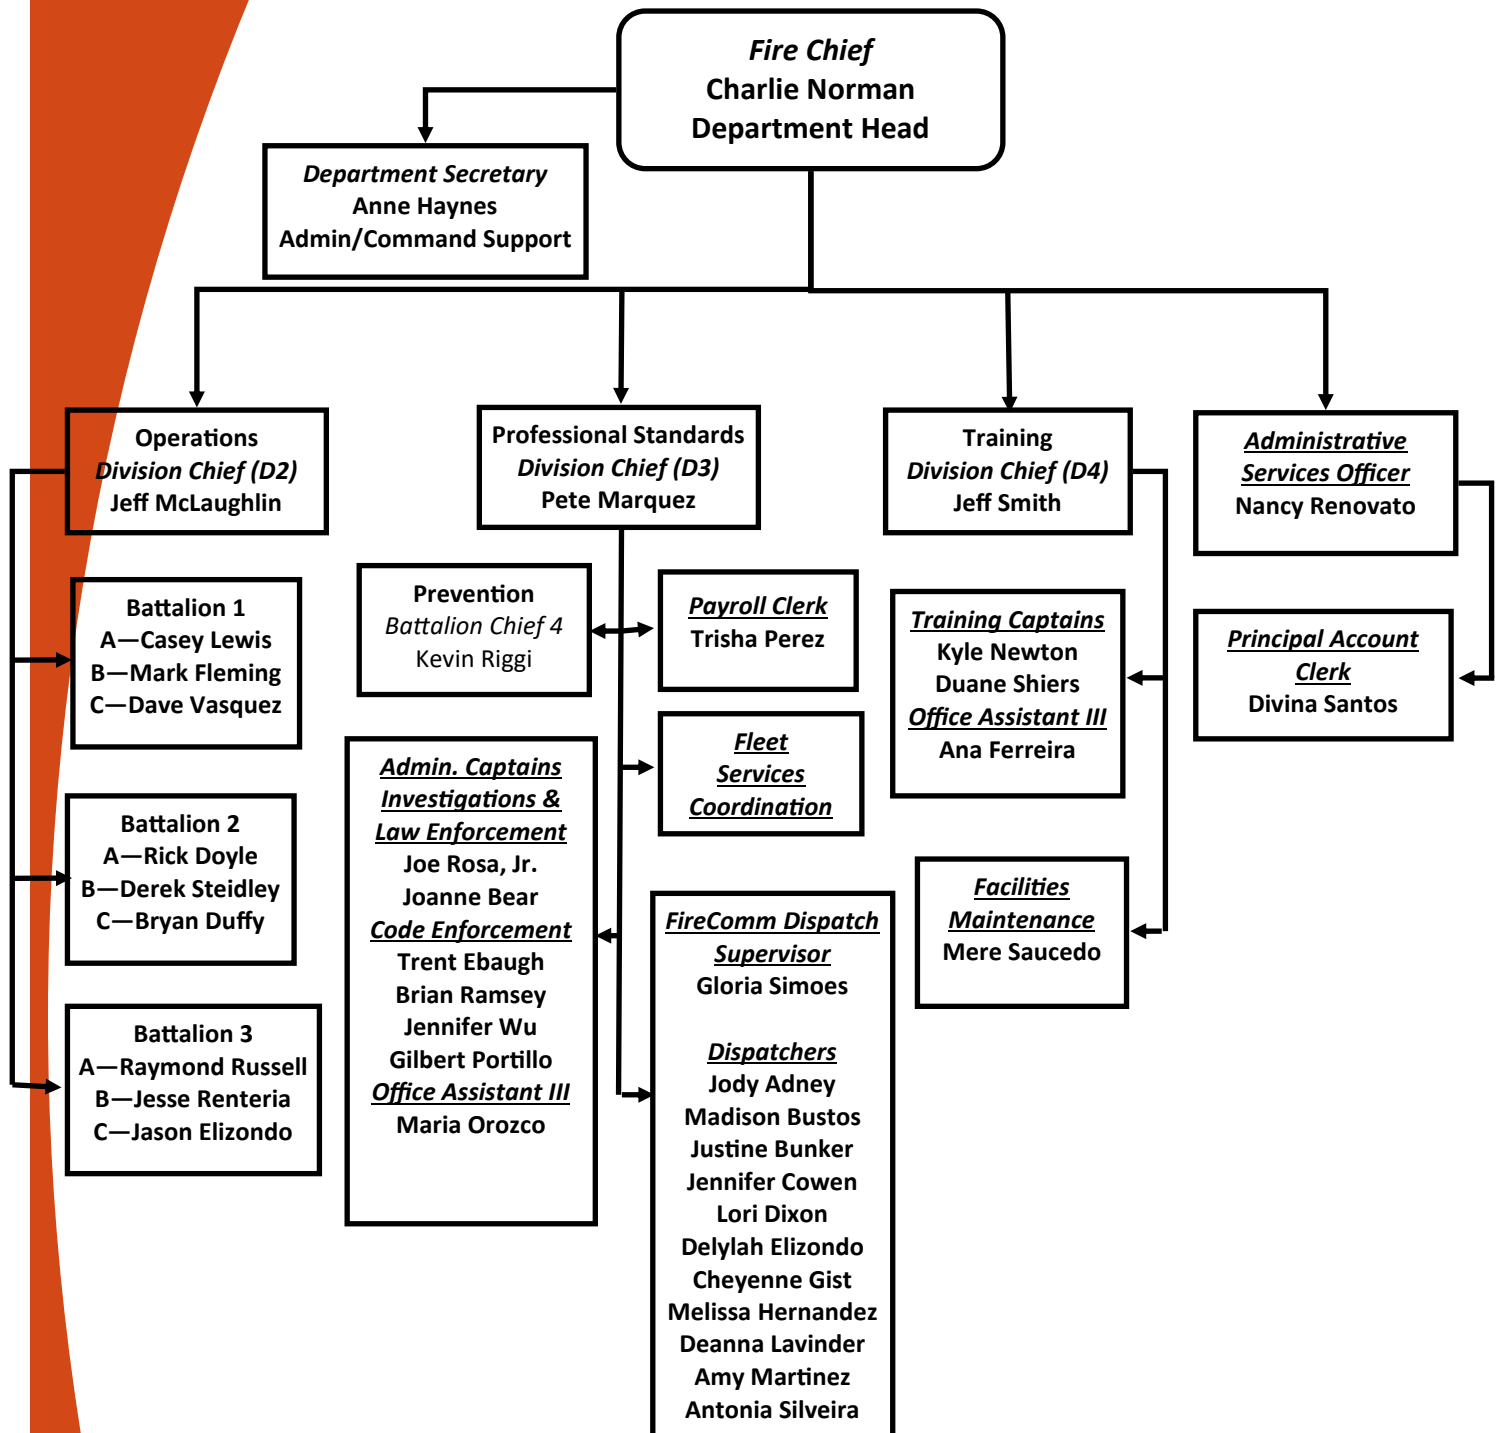 Fire Chief
Charlie Norman
Department Head
Department Secretary
Anne Haynes
Admin/Command Support
Operations
Division Chief (D2)
Jeff McLaughlin
Professional Standards
Division Chief (D3)
Pete Marquez
Training
Division Chief (D4)
Jeff Smith
Administrative
Services Officer
Nancy Renovato
Battalion 1
A—Casey Lewis
B—Mark Fleming
C—Dave Vasquez
Battalion 2
A—Rick Doyle
B—Derek Steidley
C—Bryan Duffy
Battalion 3
A—Raymond Russell
B—Jesse Renteria
C—Jason Elizondo
Prevention
Battalion Chief 4
Kevin Riggi
Admin. Captains
Investigations &
Law Enforcement
Joe Rosa, Jr.
Joanne Bear
Code Enforcement
Trent Ebaugh
Brian Ramsey
Jennifer Wu
Gilbert Portillo
Office Assistant III
Maria Orozco
Payroll Clerk
Trisha Perez
Fleet
Services
Coordination
FireComm Dispatch
Supervisor
Gloria Simoes
Dispatchers
Jody Adney
Madison Bustos
Justine Bunker
Jennifer Cowen
Lori Dixon
Delylah Elizondo
Cheyenne Gist
Melissa Hernandez
Deanna Lavinder
Amy Martinez
Antonia Silveira
Training Captains
Kyle Newton
Duane Shiers
Office Assistant III
Ana Ferreira
Facilities
Maintenance
Mere Saucedo
Principal Account
Clerk
Divina Santos